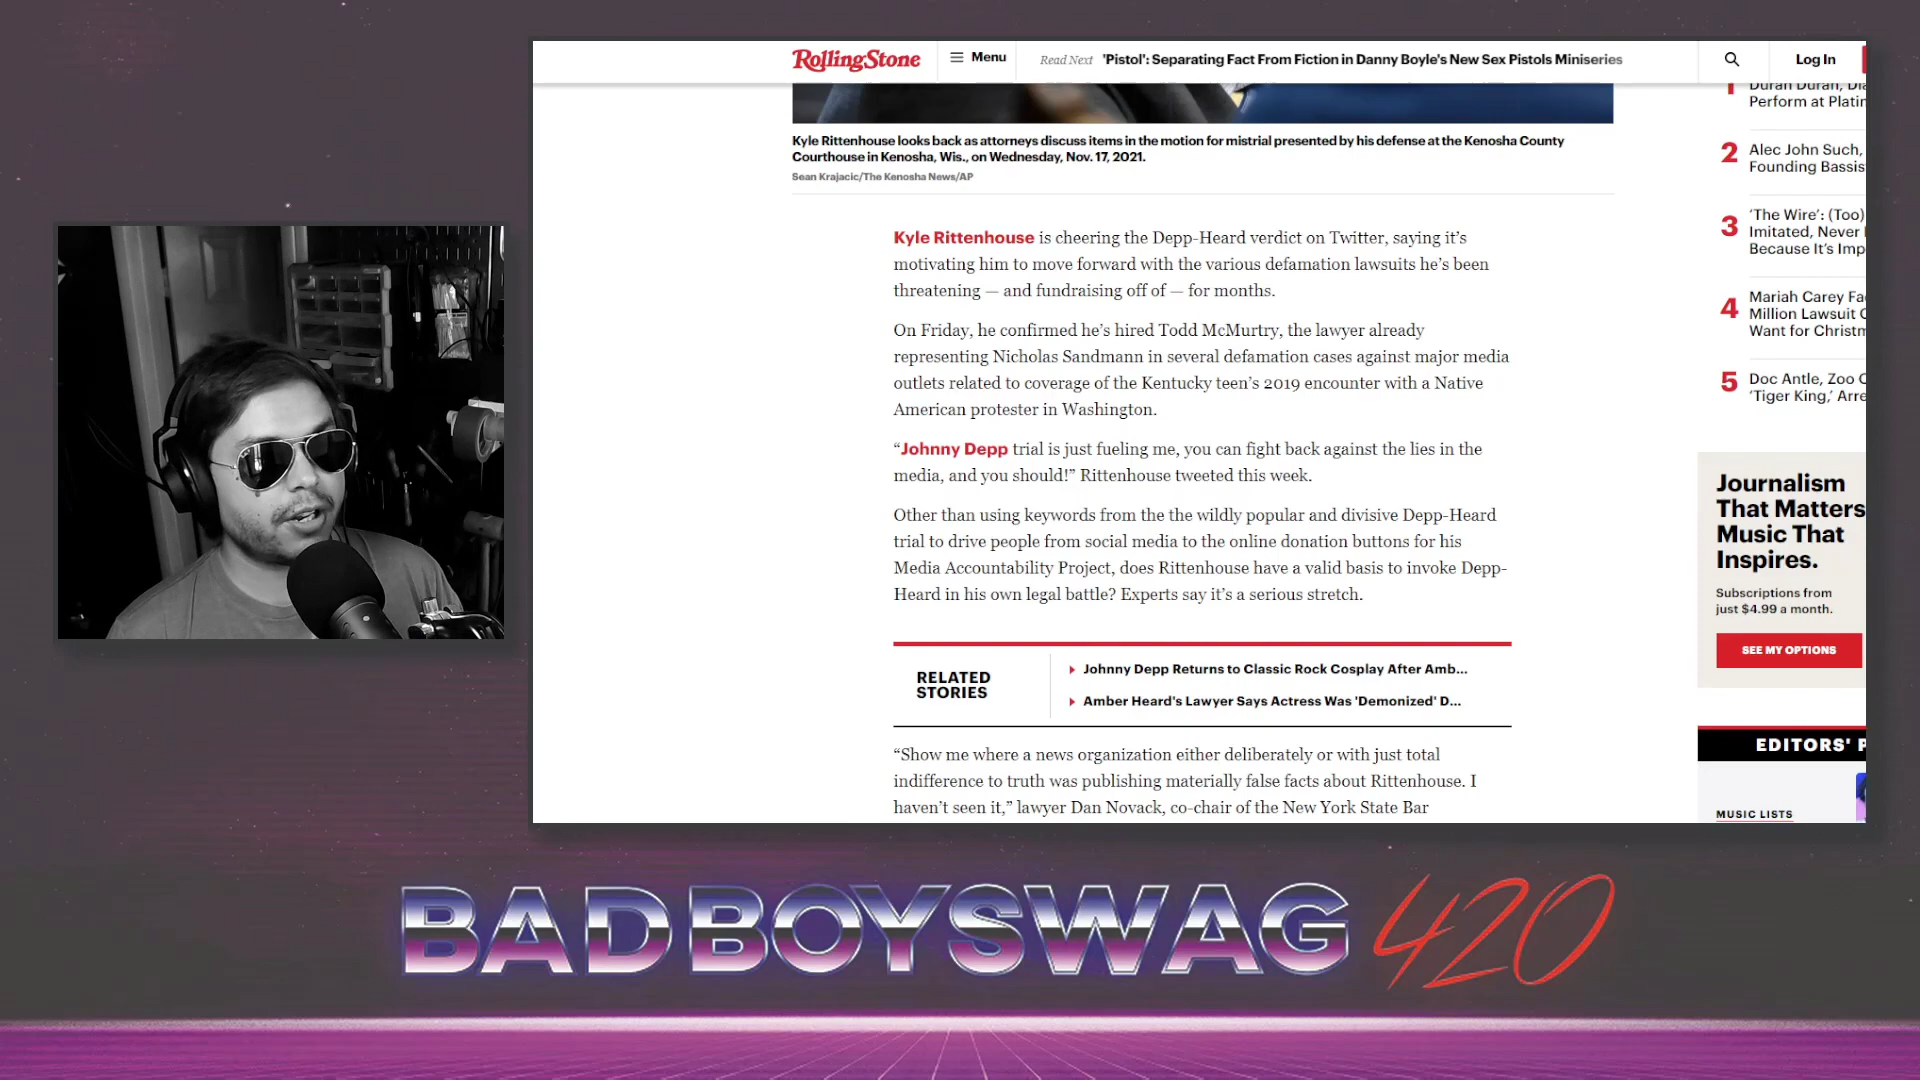 RollingStone
Menu
Read Next 'Pistol': Separating Fact From Fiction in Danny Boyle's New Sex Pistols Miniseries
Log In
Kyle Rittenhouse looks back as attorneys discuss items in the motion for mistrial presented by his defense at the Kenosha County
Courthouse in Kenosha, Wis., on Wednesday, Nov. 17, 2021.
Sean Krajacic/The Kenosha News/AP
Kyle Rittenhouse is cheering the Depp-Heard verdict on Twitter, saying it's
motivating him to move forward with the various defamation lawsuits he's been
threatening — and fundraising off of — for months.
On Friday, he confirmed he's hired Todd McMurtry, the lawyer already
representing Nicholas Sandmann in several defamation cases against major media
outlets related to coverage of the Kentucky teen's 2019 encounter with a Native
American protester in Washington.
“Johnny Depp trial is just fueling me, you can fight back against the lies in the
media, and you should!” Rittenhouse tweeted this week.
Other than using keywords from the the wildly popular and divisive Depp-Heard
trial to drive people from social media to the online donation buttons for his
Media Accountability Project, does Rittenhouse have a valid basis to invoke Depp-
Heard in his own legal battle? Experts say it's a serious stretch.
RELATED
STORIES
Johnny Depp Returns to Classic Rock Cosplay After Amb...
Amber Heard's Lawyer Says Actress Was 'Demonized' D...
“Show me where a news organization either deliberately or with just total
indifference to truth was publishing materially false facts about Rittenhouse. I
haven't seen it,” lawyer Dan Novack, co-chair of the New York State Bar
1 Duran Duran,
Perform at
2 Alec John Such,
Founding
3 'The Wire': (Too)
Imitated, Never
Because It's
4 Mariah Carey
Million Lawsuit
Want for
5 Doc Antle, Zoo
'Tiger King,'
Journalism
That Matters
Music That
Inspires.
Subscriptions from
just $4.99 a month.
SEE MY OPTIONS
EDITORS'
MUSIC LISTS
BADBOYSWAG 420